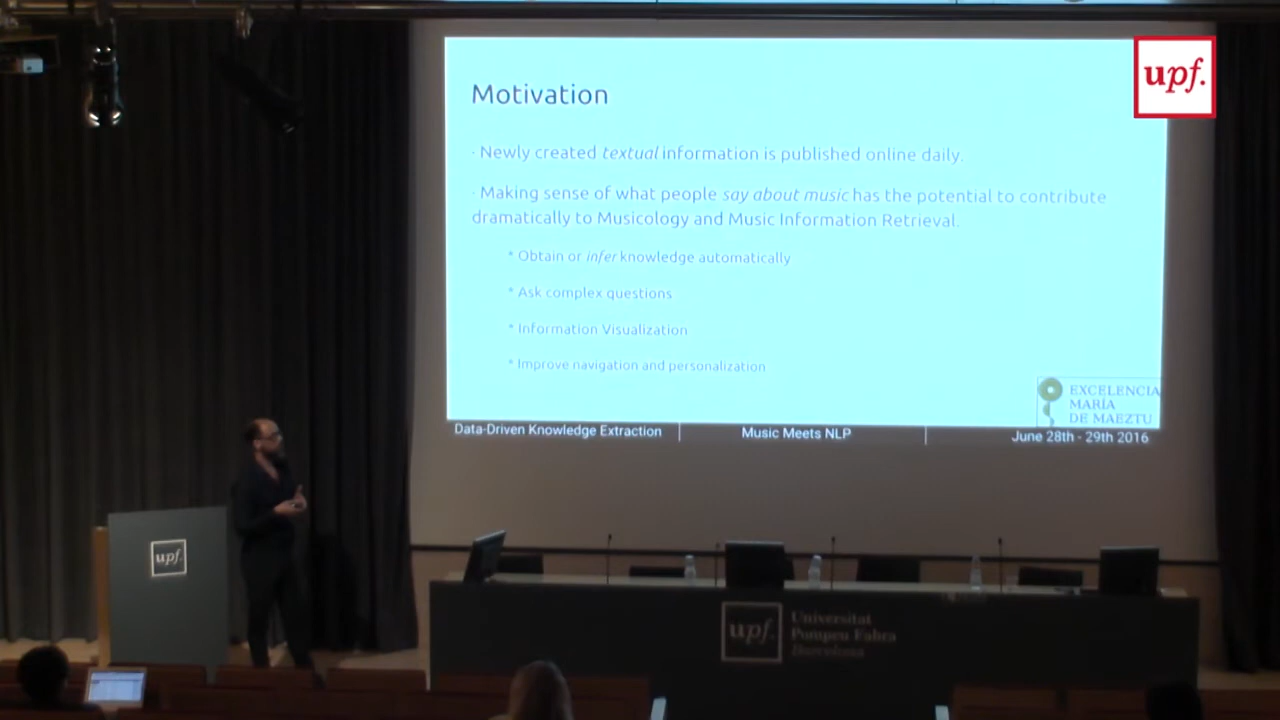 upf.
Motivation
· Newly created textual information is published online daily.
· Making sense of what people say about music has the potential to contribute
dramatically to Musicology and Music Information Retrieval.
* Obtain or infer knowledge automatically
* Ask complex questions
* Information Visualization
* Improve navigation and personalization
EXCELENCIA
MARÍA
DE MAEZTU
Data-Driven Knowledge Extraction
Music Meets NLP
June 28th - 29th 2016
upf.
upf.
Universitat
Pompeu Fabra
Barcelona